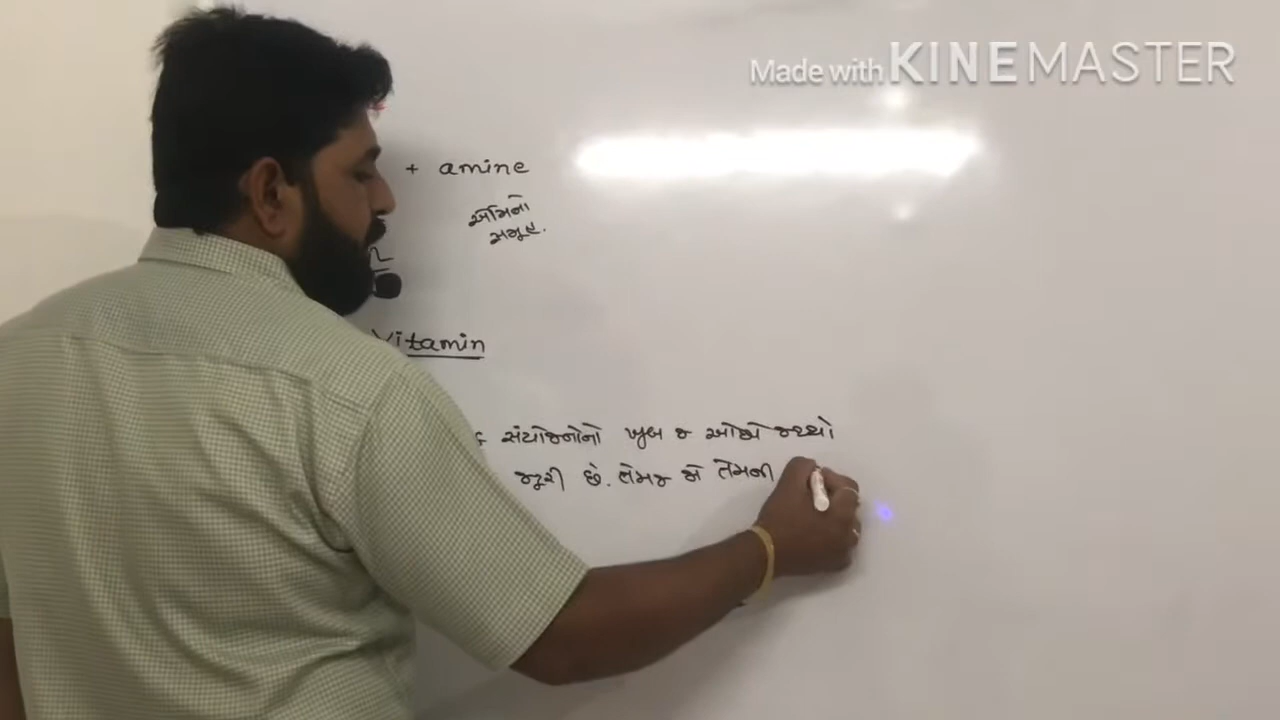 Made with KINEMASTER
+ amine
એમિનો
સમૂહ.
Vitamin
સંયોજનોનો ખુબ જ ઓછો જથ્થો
જરૂરી છે. તેમજ જો તેમની